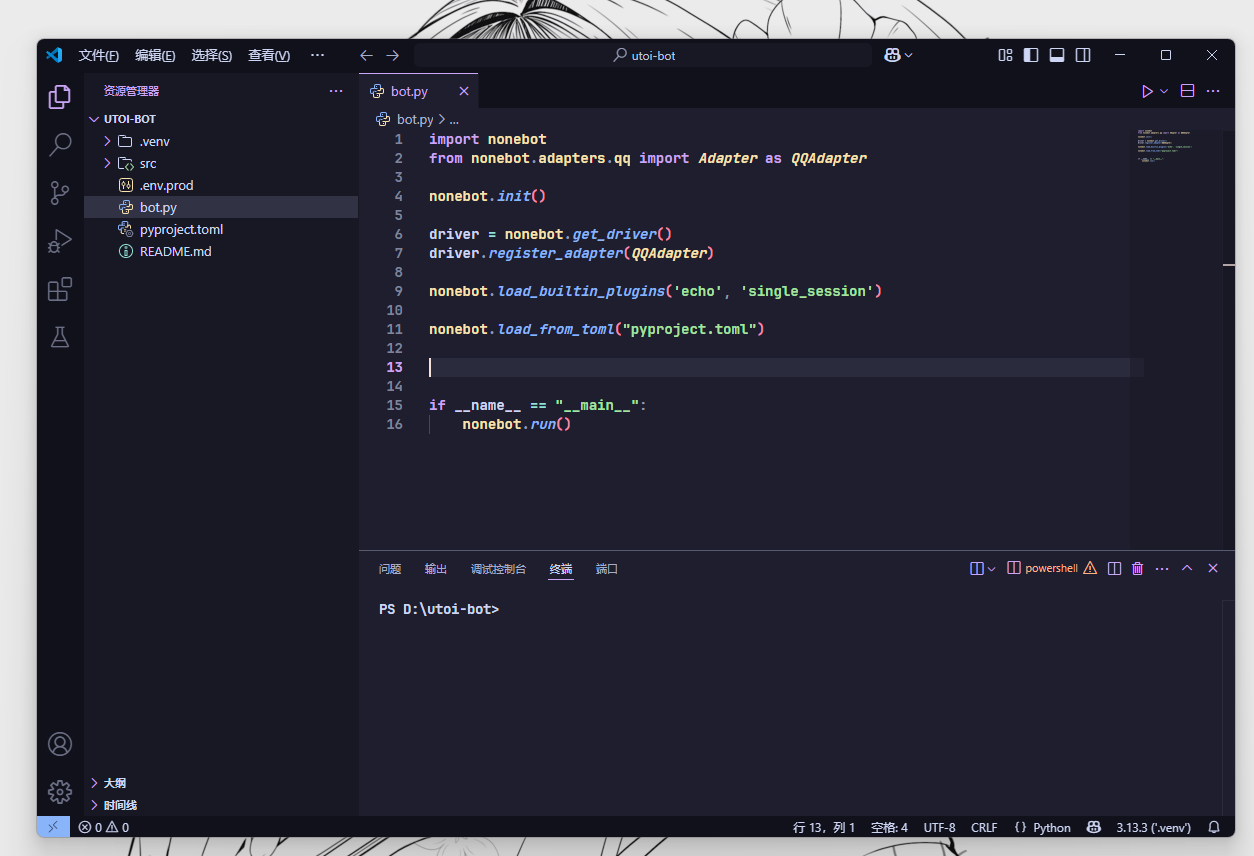 文件(F) 编辑(E) 选择(S) 查看(V) ··· utoi-bot
资源管理器 ···
UTOI-BOT
.venv
src
.env.prod
bot.py
pyproject.toml
README.md
大纲
时间线
bot.py
bot.py > ...
1 import nonebot
2 from nonebot.adapters.qq import Adapter as QQAdapter
3
4 nonebot.init()
5
6 driver = nonebot.get_driver()
7 driver.register_adapter(QQAdapter)
8
9 nonebot.load_builtin_plugins('echo', 'single_session')
10
11 nonebot.load_from_toml("pyproject.toml")
12
13
14
15 if __name__ == "__main__":
16     nonebot.run()
问题 输出 调试控制台 终端 端口 powershell
PS D:\utoi-bot>
0 0 行 13，列 1 空格: 4 UTF-8 CRLF {} Python 3.13.3 ('.venv')